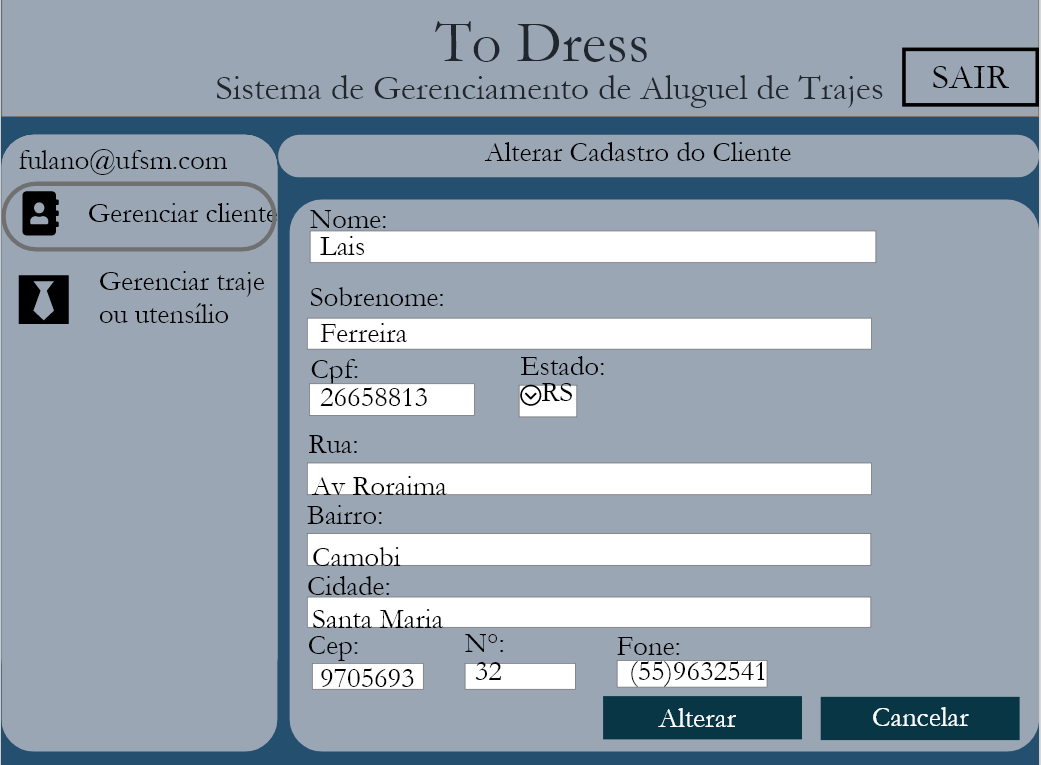 To Dress
Sistema de Gerenciamento de Aluguel de Trajes
SAIR
fulano@ufsm.com
Gerenciar cliente
Gerenciar traje
ou utensílio
Alterar Cadastro do Cliente
Nome:
Lais
Sobrenome:
Ferreira
Cpf:
26658813
Estado:
RS
Rua:
Av Roraima
Bairro:
Camobi
Cidade:
Santa Maria
Cep:
9705693
N°:
32
Fone:
(55)9632541
Alterar
Cancelar